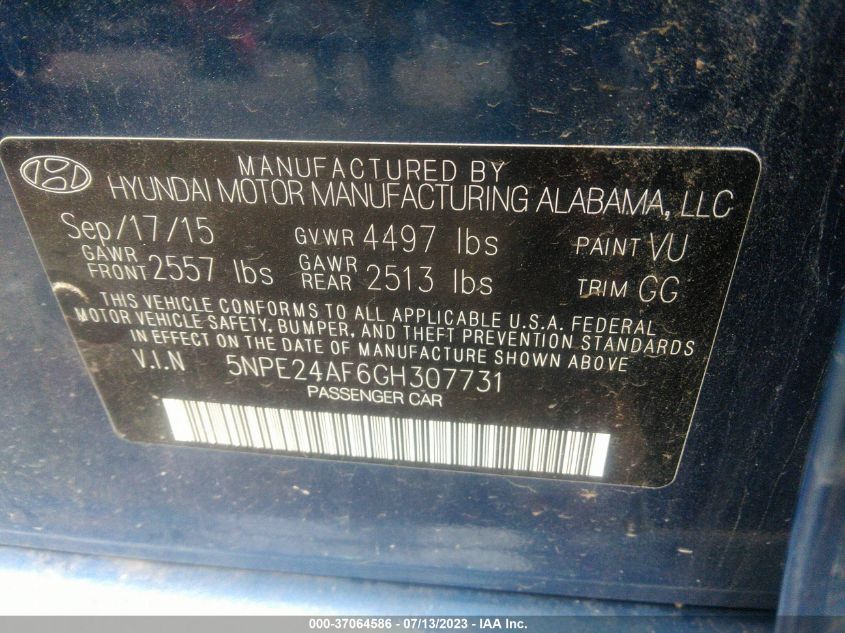 MANUFACTURED BY
HYUNDAI MOTOR MANUFACTURING ALABAMA, LLC
Sep/17/15 GVWR 4497 lbs PAINT VU
GAWR FRONT 2557 lbs GAWR REAR 2513 lbs TRIM GG
THIS VEHICLE CONFORMS TO ALL APPLICABLE U.S.A. FEDERAL
MOTOR VEHICLE SAFETY, BUMPER, AND THEFT PREVENTION STANDARDS
IN EFFECT ON THE DATE OF MANUFACTURE SHOWN ABOVE.
V.I.N 5NPE24AF6GH307731
PASSENGER CAR
000-37064586 - 07/13/2023 - IAA Inc.